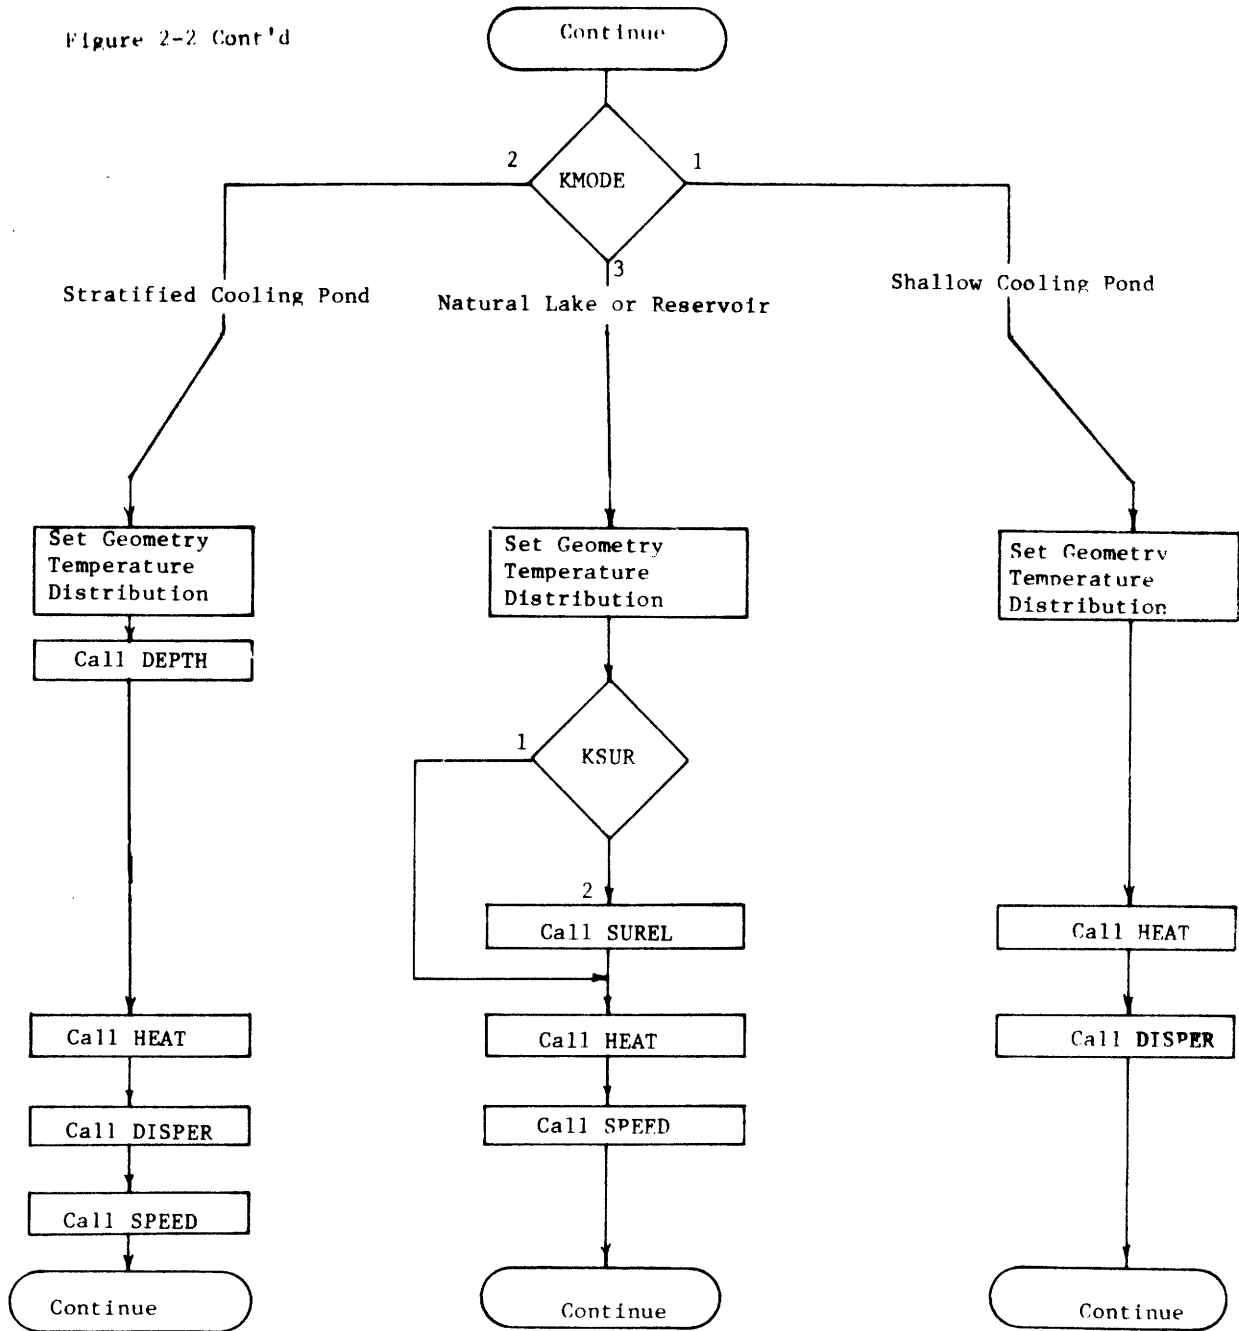 Figure 2-2 Cont'd
Continue
2
KMODE
1
3
Stratified Cooling Pond
Natural Lake or Reservoir
Shallow Cooling Pond
Set Geometry
Temperature
Distribution
Call DEPTH
Call HEAT
Call DISPER
Call SPEED
Continue
Set Geometry
Temperature
Distribution
1
KSUR
2
Call SUREL
Call HEAT
Call SPEED
Continue
Set Geometry
Temperature
Distribution
Call HEAT
Call DISPER
Continue